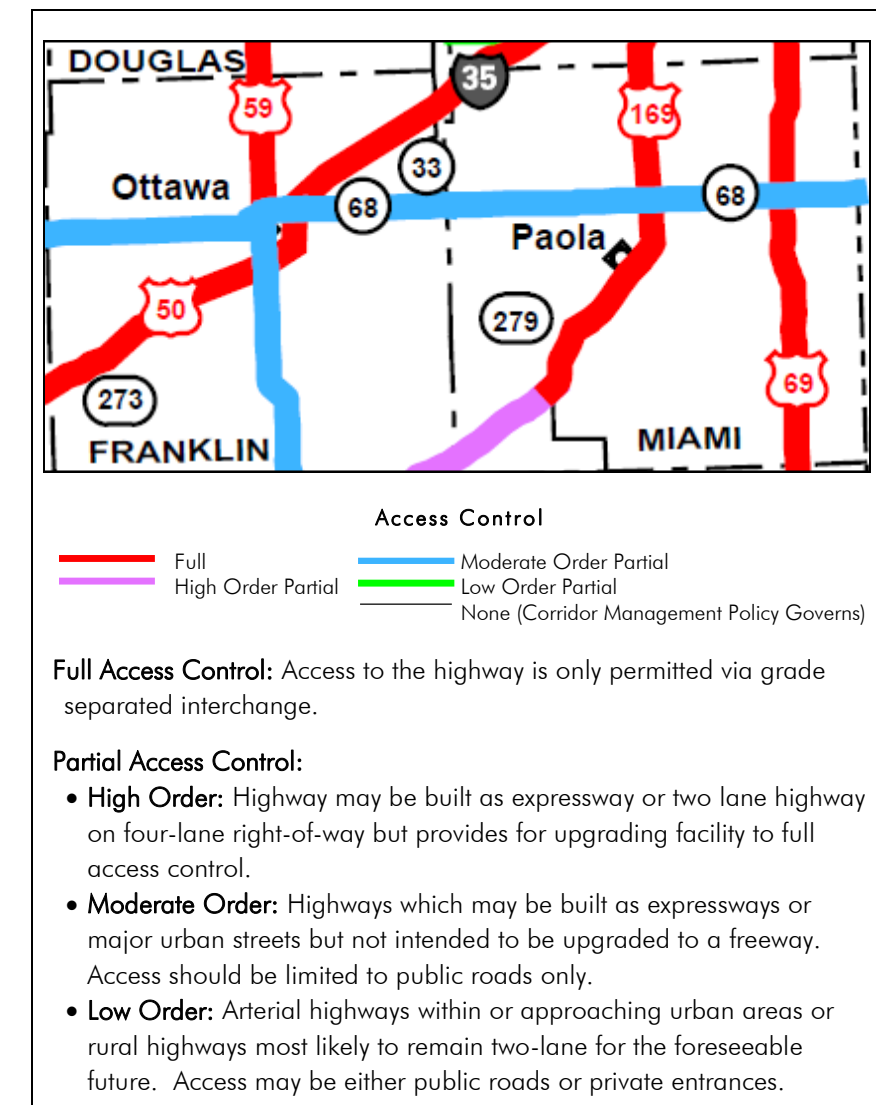 DOUGLAS
35
59
169
33
Ottawa
68
68
Paola
50
279
273
69
FRANKLIN
MIAMI
Access Control
Full
Moderate Order Partial
High Order Partial
Low Order Partial
None (Corridor Management Policy Governs)
Full Access Control: Access to the highway is only permitted via grade
separated interchange.
Partial Access Control:
• High Order: Highway may be built as expressway or two lane highway
on four-lane right-of-way but provides for upgrading facility to full
access control.
• Moderate Order: Highways which may be built as expressways or
major urban streets but not intended to be upgraded to a freeway.
Access should be limited to public roads only.
• Low Order: Arterial highways within or approaching urban areas or
rural highways most likely to remain two-lane for the foreseeable
future. Access may be either public roads or private entrances.